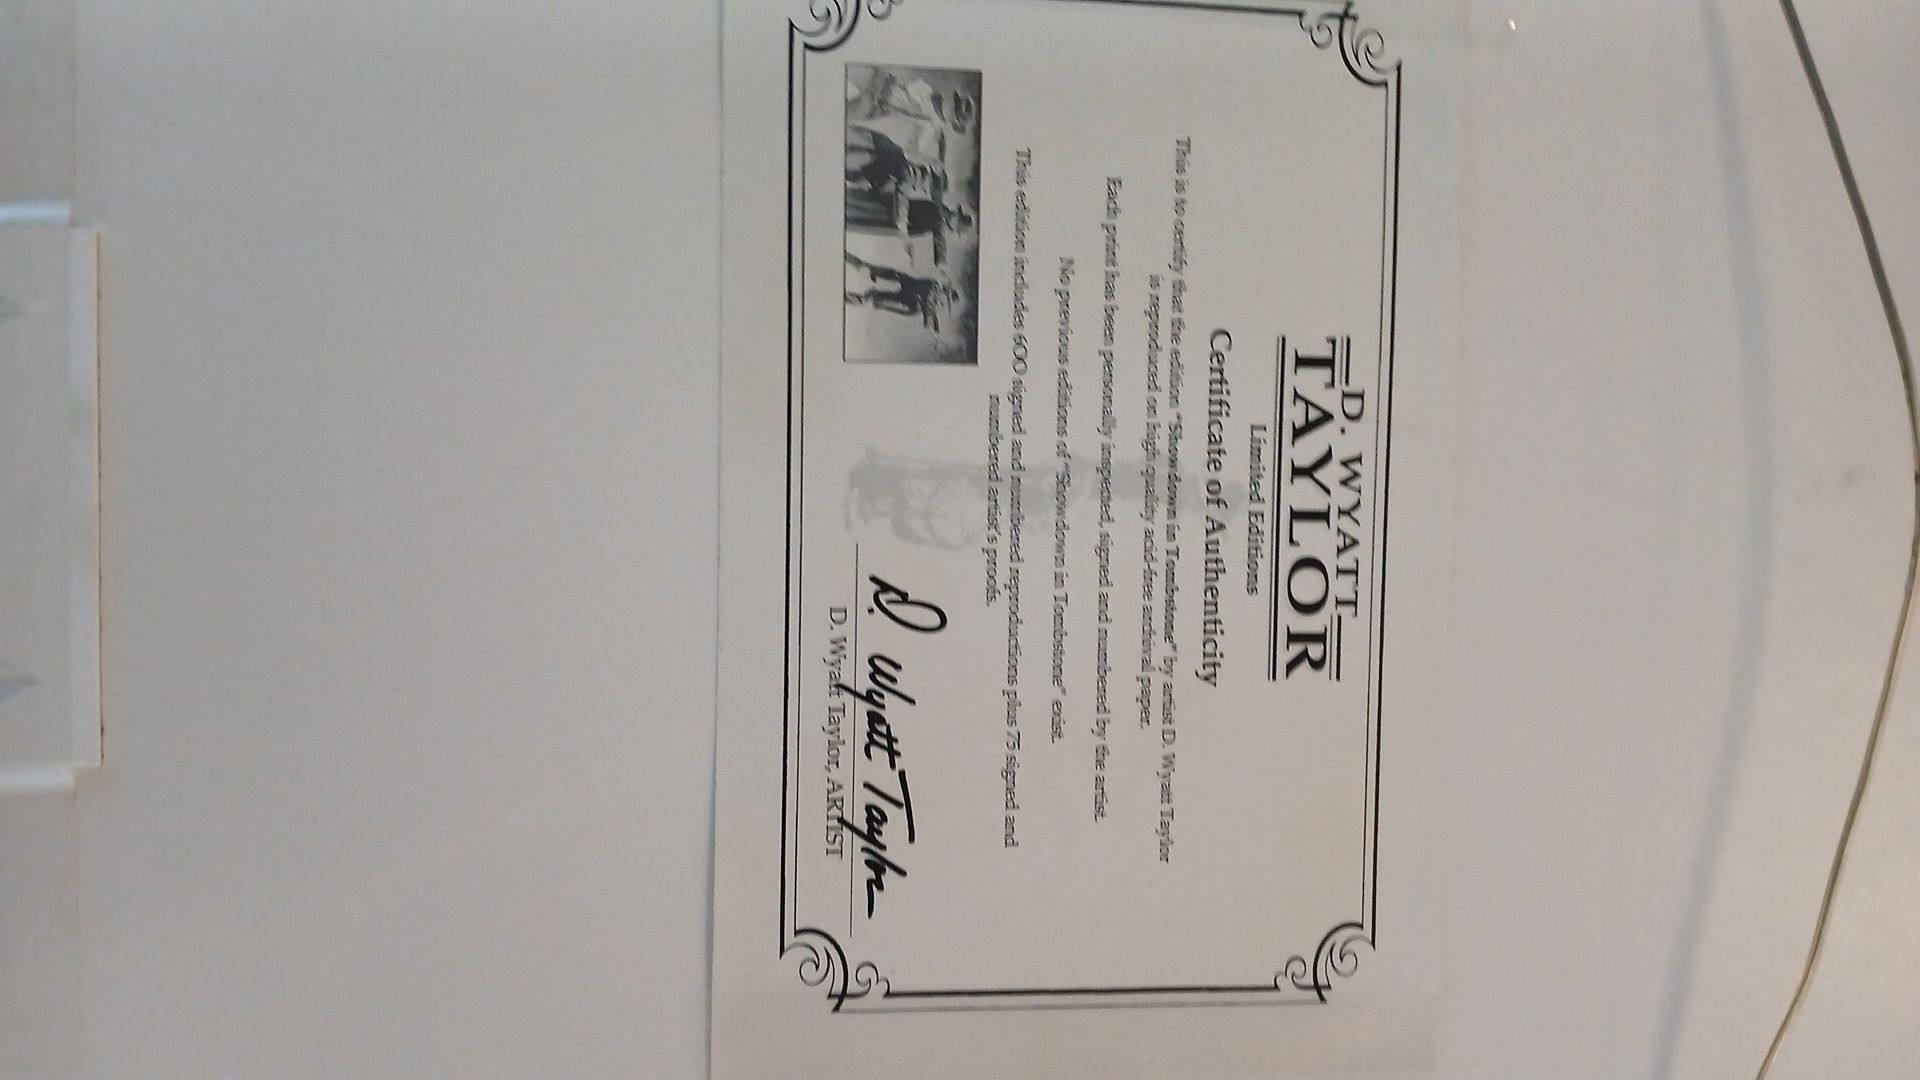 D. WYATT
TAYLOR
Limited Editions
Certificate of Authenticity
This is to certify that the edition "Showdown in Tombstone" by artist D. Wyatt Taylor
is reproduced on high quality acid-free archival paper.
Each print has been personally inspected, signed and numbered by the artist.
No previous editions of "Showdown in Tombstone" exist.
This edition includes 600 signed and numbered reproductions plus 75 signed and
numbered artist's proofs.
D. Wyatt Taylor
D. Wyatt Taylor, ARTIST